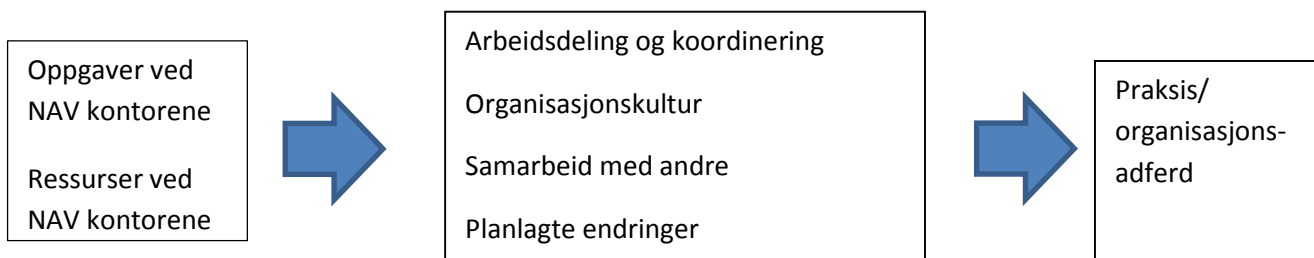 Oppgaver ved
NAV kontorene
Ressurser ved
NAV kontorene
Arbeidsdeling og koordinering
Organisasjonskultur
Samarbeid med andre
Planlagte endringer
Praksis/
organisasjons-
adferd